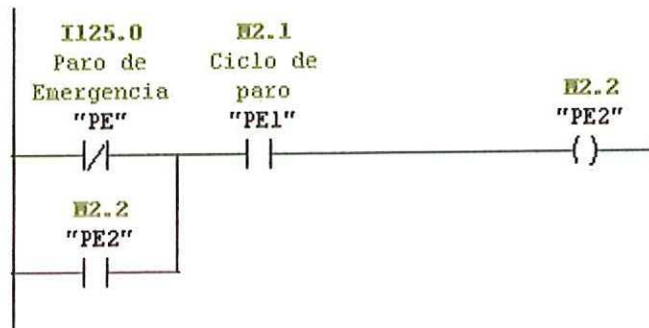 I125.0
Paro de
Emergencia
"PE"
M2.1
Ciclo de
paro
"PE1"
M2.2
"PE2"
M2.2
"PE2"